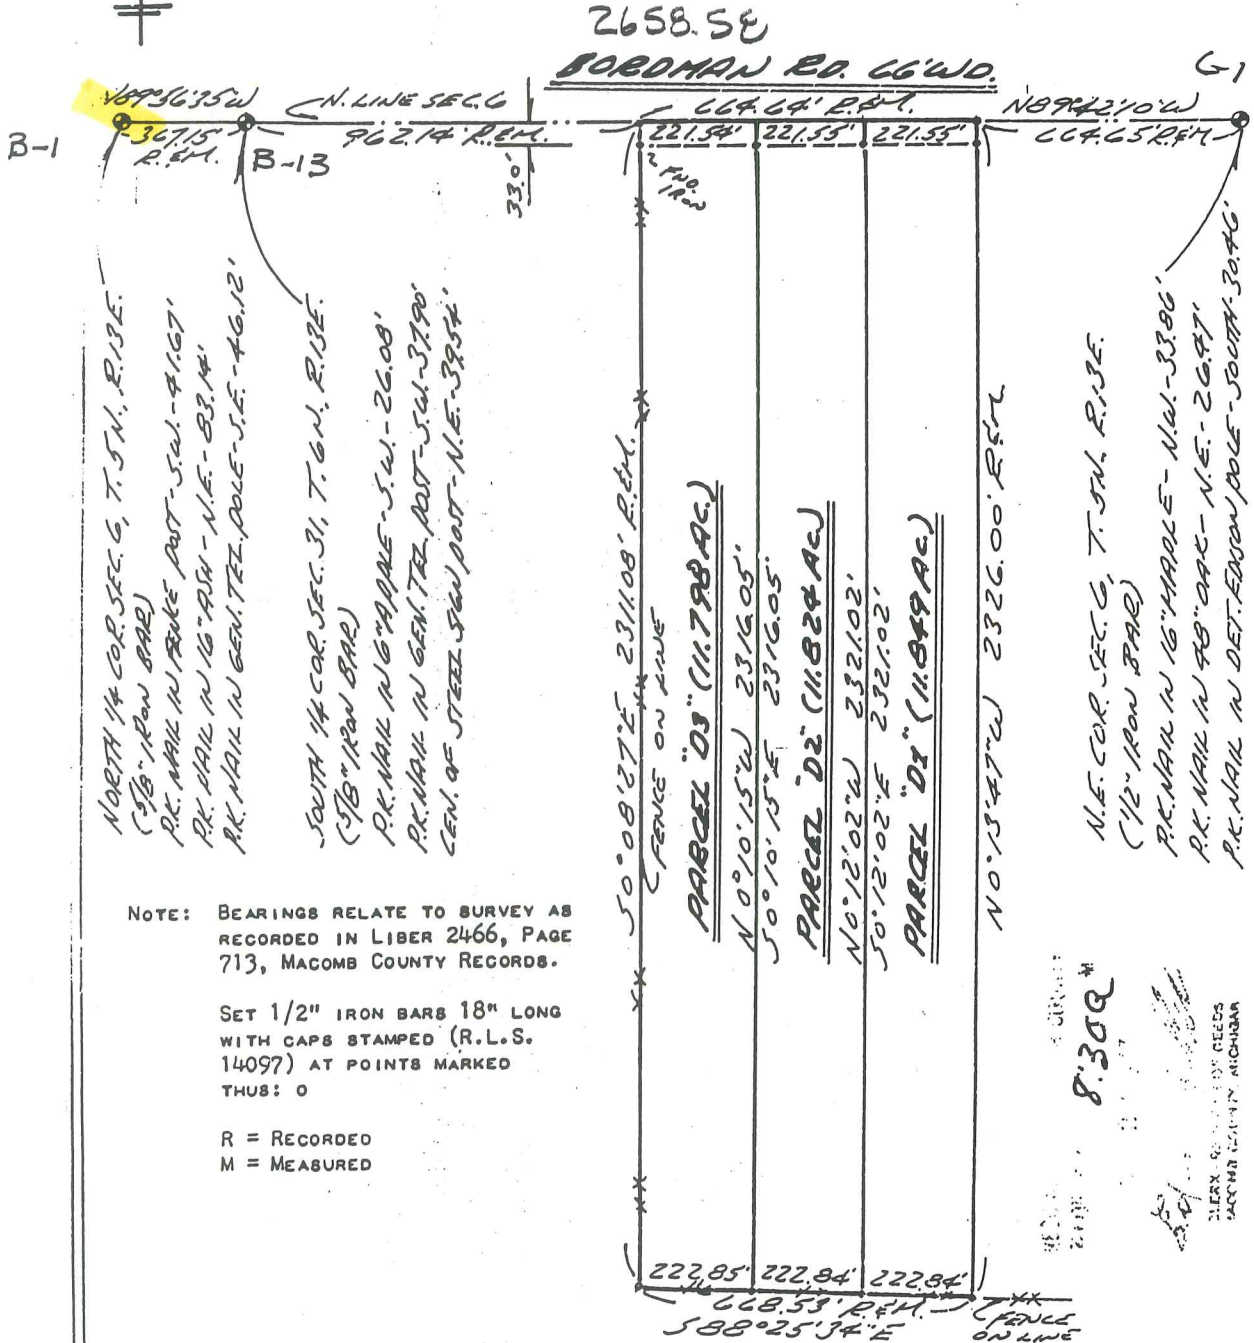 2658.58
BORDMAN RD. 66'WD.
G-1
N89°56'35"W
N. LINE SEC. 6
664.64' R.&M.
N89°42'10"W
B-1
367.15'
R.&M.
B-13
962.14' R.&M.
221.54'
221.55'
221.55'
664.65' R.&M.
33.0'
FND.
IRON
NORTH 1/4 COR. SEC. 6, T.5N., R.13E.
(5/8" IRON BAR)
P.K. NAIL IN FENCE POST-S.W.-41.67'
P.K. NAIL IN 16" ASH-N.E.-83.14'
P.K. NAIL IN GEN. TEL. POLE-S.E.-46.12'
SOUTH 1/4 COR. SEC. 31, T.6N., R.13E.
(5/8" IRON BAR)
P.K. NAIL IN 6" APPLE-S.W.-26.08'
P.K. NAIL IN GEN. TEL. POST-S.W.-37.90'
CEN. OF STEEL SIGN POST-N.E.-39.54'
S0°08'27"E 2311.08' R.&M.
FENCE ON LINE
PARCEL "D3" (11.798 AC.)
N0°10'15"W 2316.05'
S0°10'15"E 2316.05'
PARCEL "D2" (11.824 AC.)
N0°12'02"W 2321.02'
S0°12'02"E 2321.02'
PARCEL "D1" (11.849 AC.)
N0°13'47"W 2326.00' R.&M.
N.E. COR. SEC. 6, T.5N., R.13E.
(1/2" IRON BAR)
P.K. NAIL IN 16" MAPLE-N.W.-33.86'
P.K. NAIL IN 48" OAK-N.E.-26.47'
P.K. NAIL IN DET. EDISON POLE-SOUTH-30.46'
NOTE: BEARINGS RELATE TO SURVEY AS
RECORDED IN LIBER 2466, PAGE
713, MACOMB COUNTY RECORDS.
SET 1/2" IRON BARS 18" LONG
WITH CAPS STAMPED (R.L.S.
14097) AT POINTS MARKED
THUS: O
R = RECORDED
M = MEASURED
8:30A
DEEDS
MACOMB COUNTY, MICHIGAN
222.85'
222.84'
222.84'
668.53' R.&M.
S88°25'34"E
FENCE
ON LINE